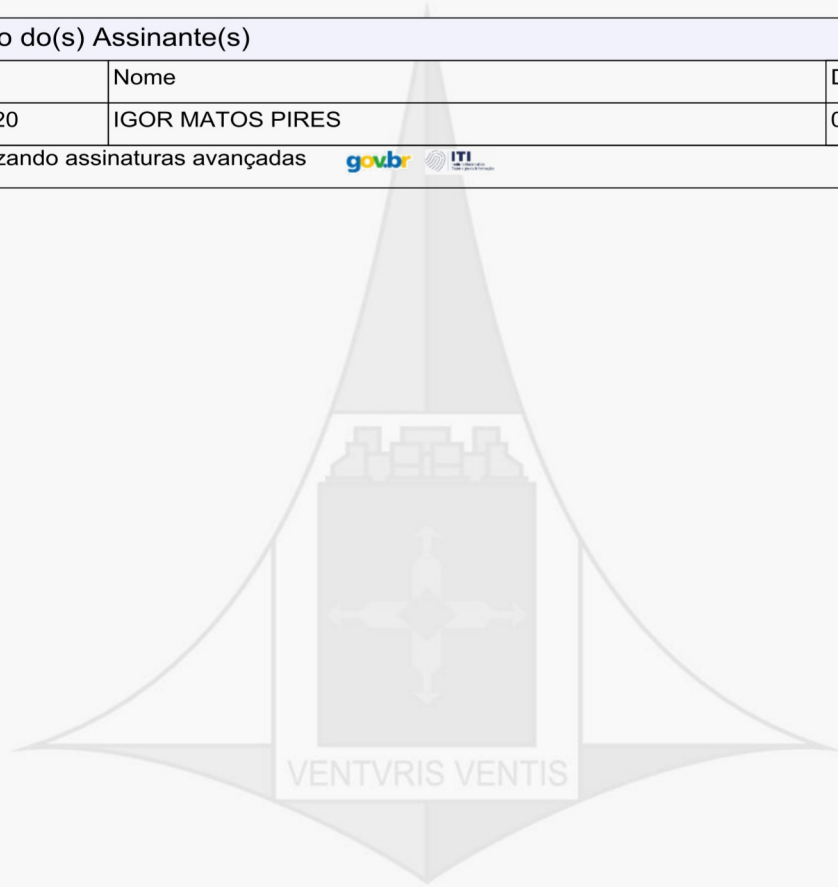 o do(s) Assinante(s)
Nome
20 IGOR MATOS PIRES
zando assinaturas avançadas gov.br ITI
VENTVRIS VENTIS